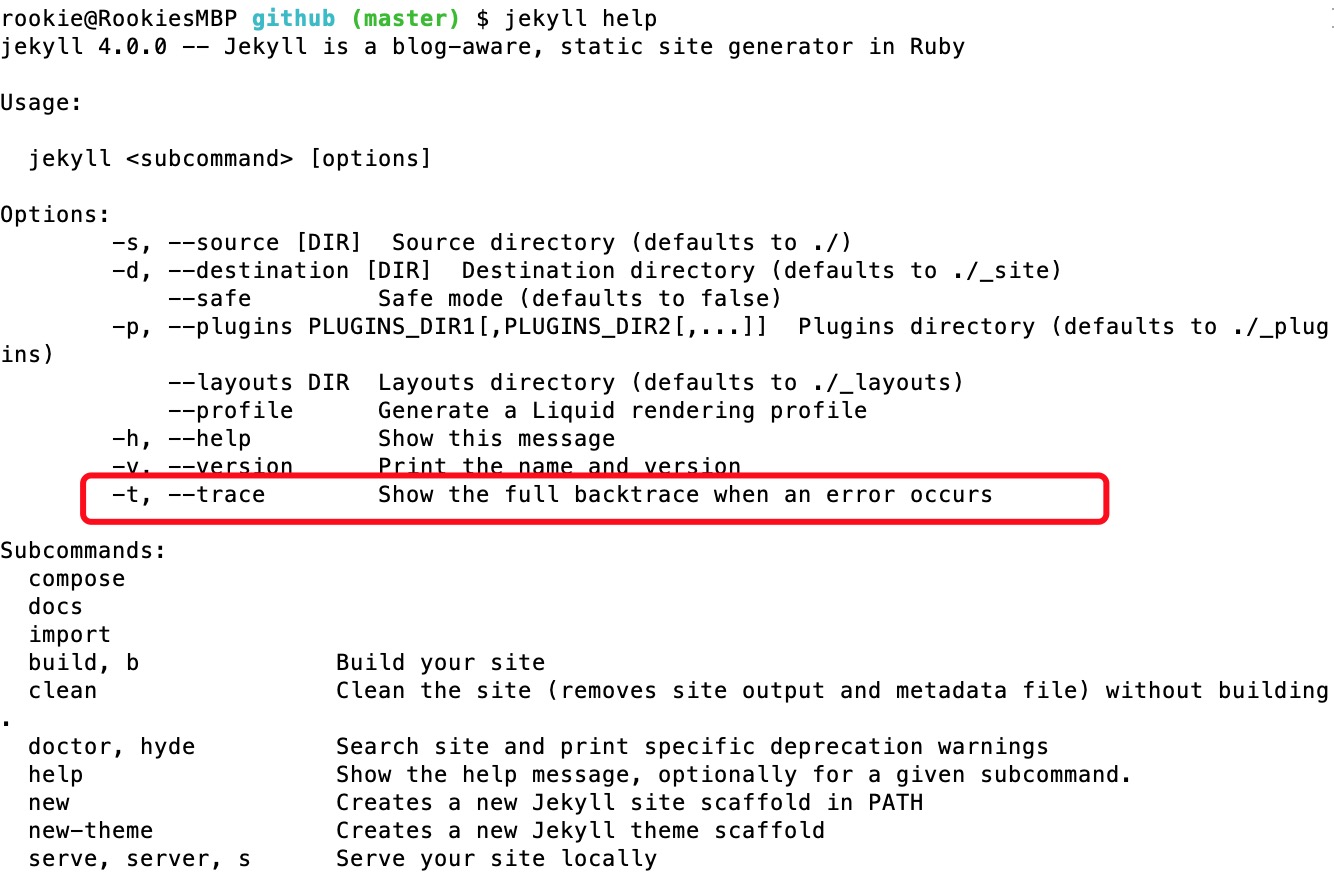 rookie@RookiesMBP github (master) $ jekyll help
jekyll 4.0.0 -- Jekyll is a blog-aware, static site generator in Ruby
Usage:
jekyll <subcommand> [options]
Options:
-s, --source [DIR]  Source directory (defaults to ./)
-d, --destination [DIR]  Destination directory (defaults to ./_site)
--safe         Safe mode (defaults to false)
-p, --plugins PLUGINS_DIR1[,PLUGINS_DIR2[,...]]  Plugins directory (defaults to ./_plug
ins)
--layouts DIR  Layouts directory (defaults to ./_layouts)
--profile      Generate a Liquid rendering profile
-h, --help         Show this message
-v, --version      Print the name and version
-t, --trace        Show the full backtrace when an error occurs
Subcommands:
compose
docs
import
build, b              Build your site
clean                 Clean the site (removes site output and metadata file) without building
.
doctor, hyde          Search site and print specific deprecation warnings
help                  Show the help message, optionally for a given subcommand.
new                   Creates a new Jekyll site scaffold in PATH
new-theme             Creates a new Jekyll theme scaffold
serve, server, s      Serve your site locally